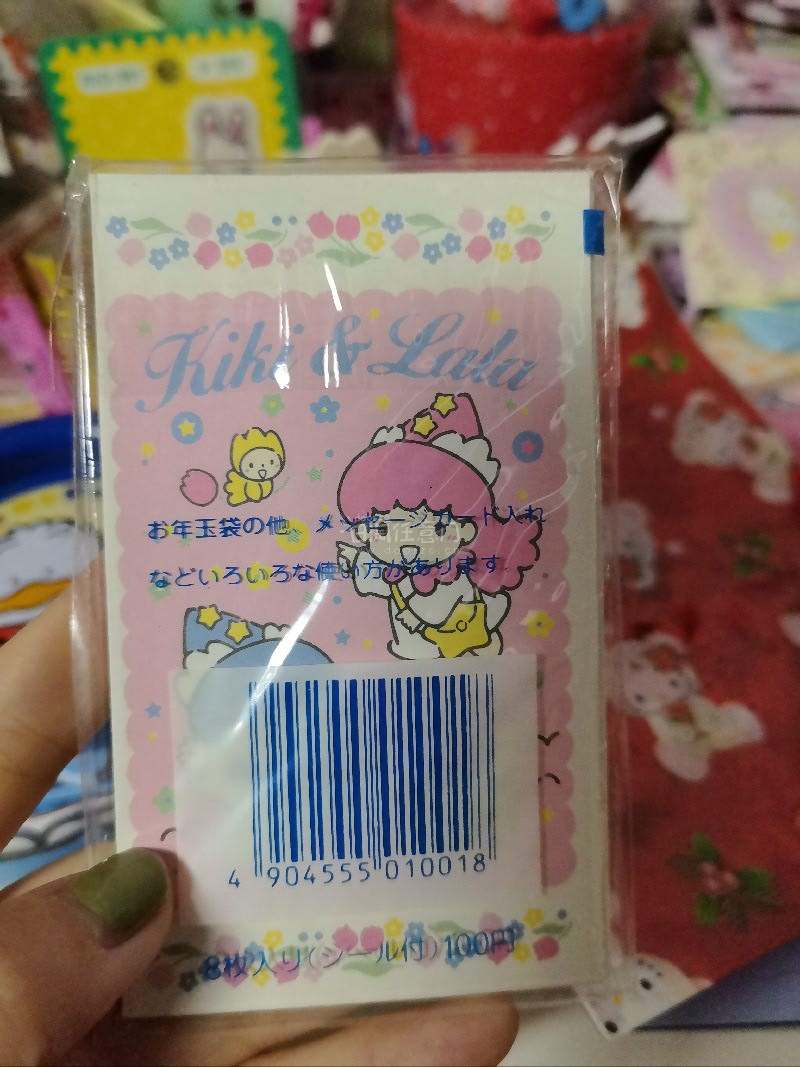 Kiki & Lala
お年玉袋の他、メッセージカード入れ
などいろいろな使い方があります.
4 904555 010018
8枚入り(シール付)100円